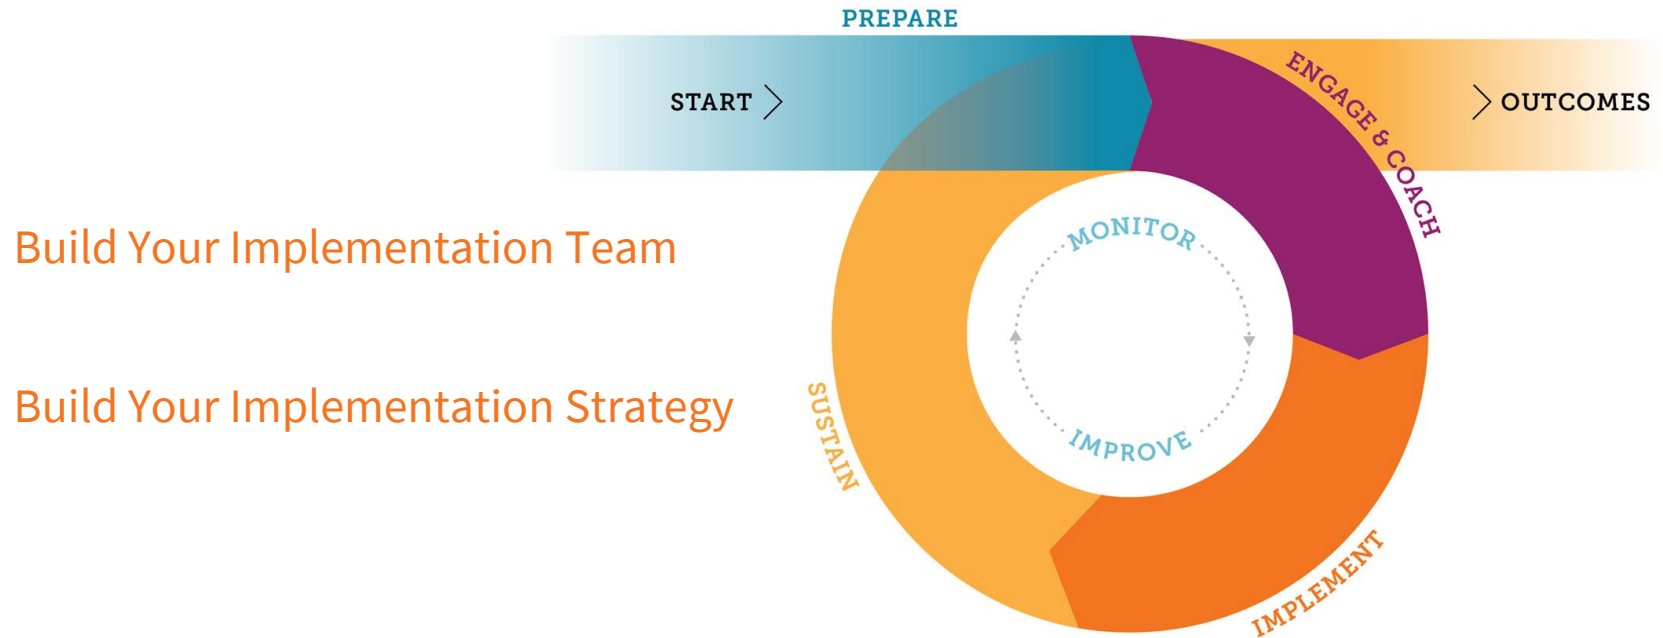 PREPARE
START
OUTCOMES
ENGAGE & COACH
Build Your Implementation Team
MONITOR
Build Your Implementation Strategy
SUSTAIN
IMPROVE
IMPLEMENT